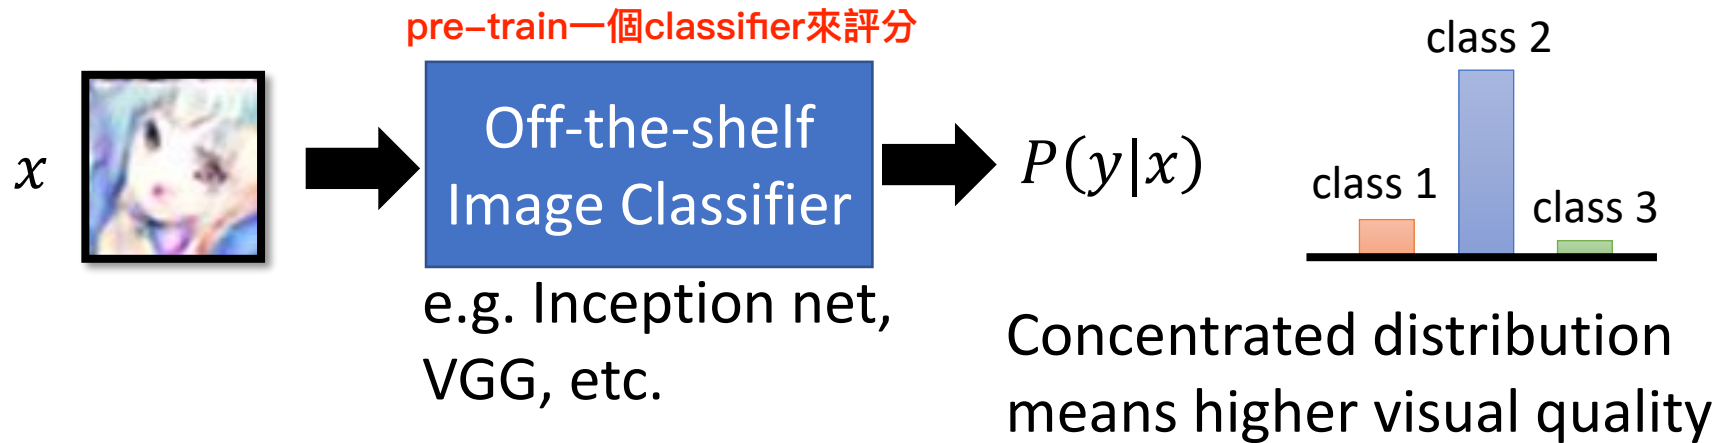 pre-train一個classifier來評分
x
Off-the-shelf
Image Classifier
e.g. Inception net,
VGG, etc.
P(y|x)
class 1
class 2
class 3
Concentrated distribution
means higher visual quality